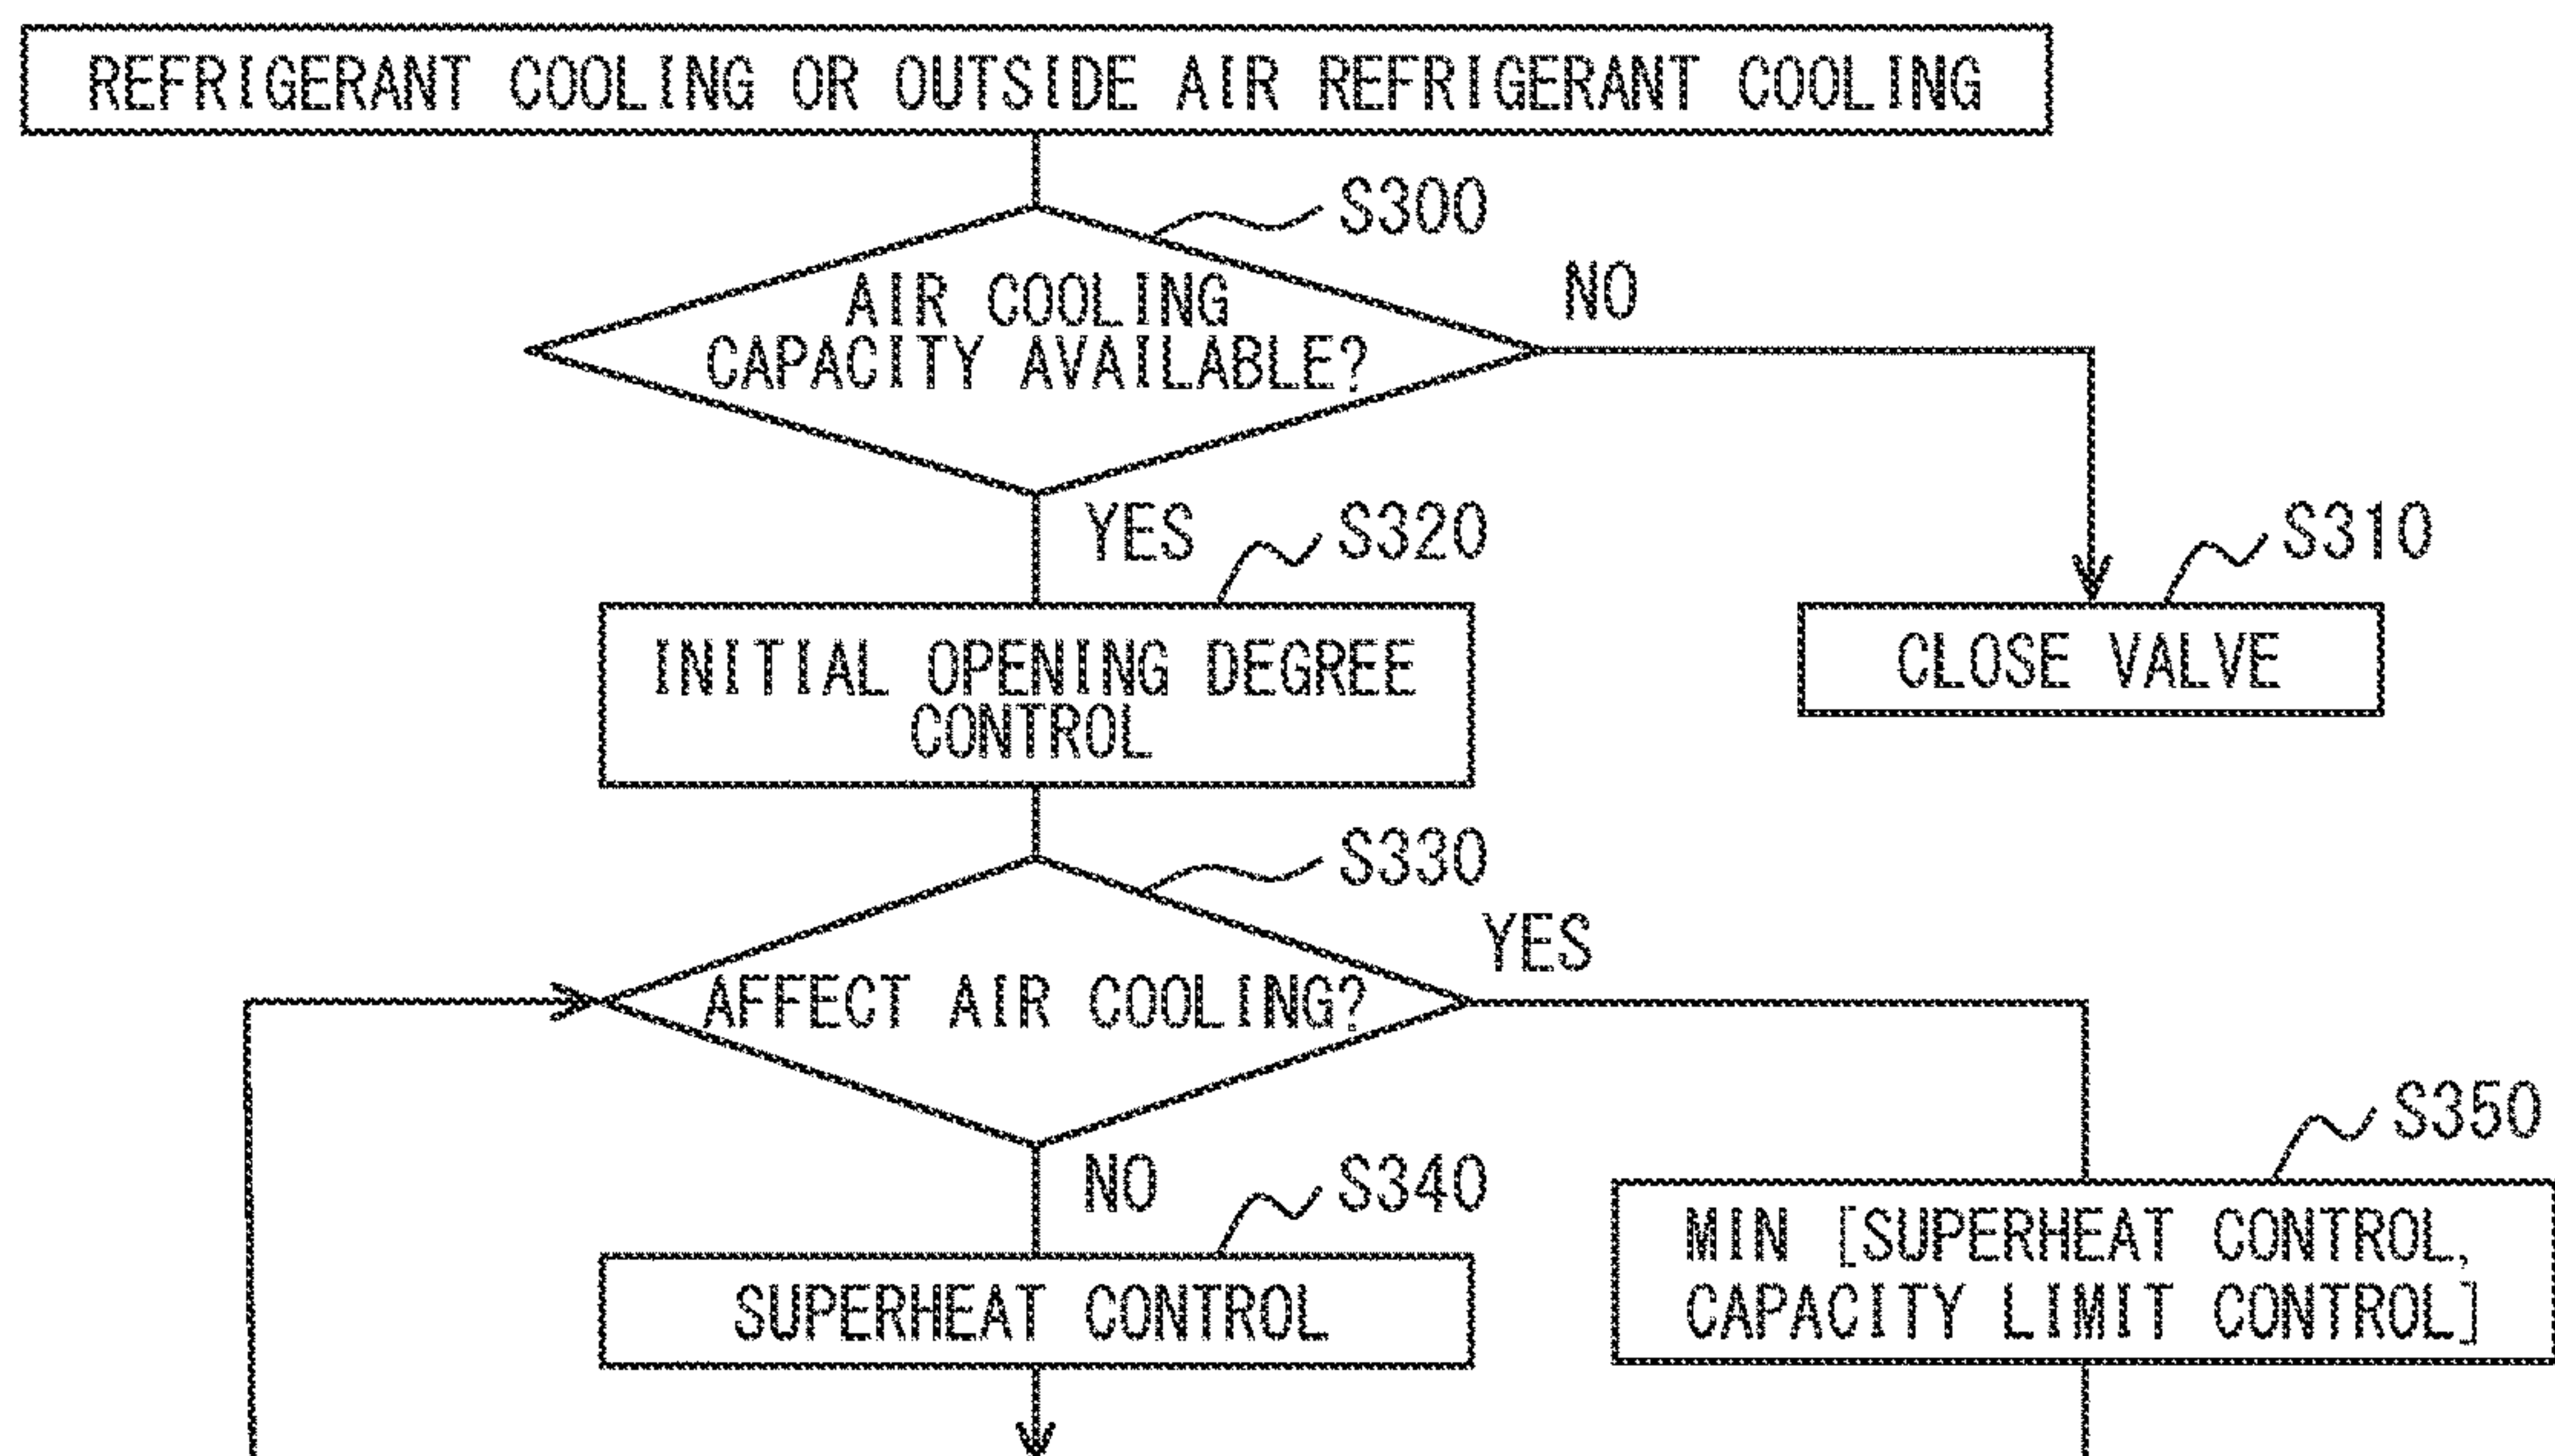 REFRIGERANT COOLING OR OUTSIDE AIR REFRIGERANT COOLING
S300
AIR COOLING
CAPACITY AVAILABLE?
NO
YES
S320
S310
INITIAL OPENING DEGREE
CONTROL
CLOSE VALVE
S330
YES
AFFECT AIR COOLING?
S350
NO
S340
MIN [SUPERHEAT CONTROL,
CAPACITY LIMIT CONTROL]
SUPERHEAT CONTROL